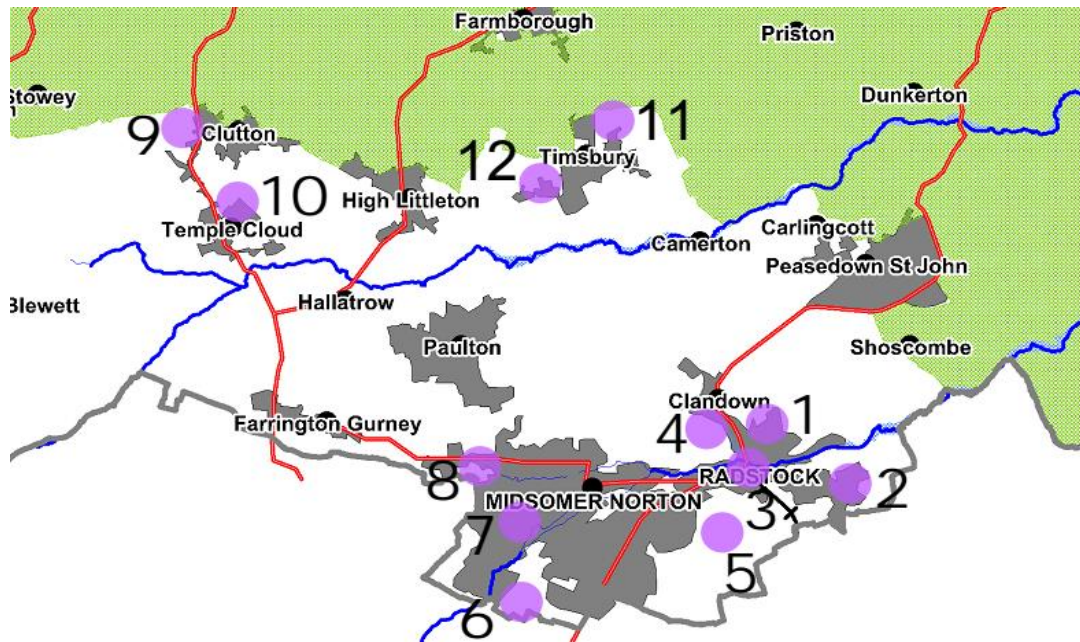 Farmborough
Priston
Stowey
Dunkerton
9
Clutton
11
12
Timsbury
10
High Littleton
Temple Cloud
Carlingcott
Camerton
Peasedown St John
Hallatrow
Blewett
Paulton
Shoscombe
Clandown
1
4
Farrington Gurney
8
RADSTOCK
2
MIDSOMER NORTON
3
7
5
6